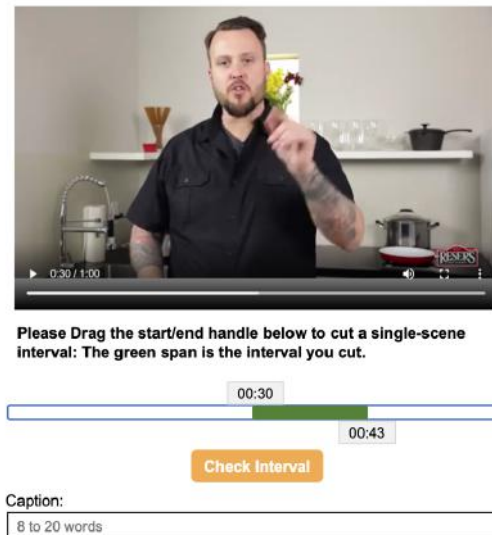 0:30 / 1:00
RESER'S
Please Drag the start/end handle below to cut a single-scene
interval: The green span is the interval you cut.
00:30
00:43
Check Interval
Caption:
8 to 20 words